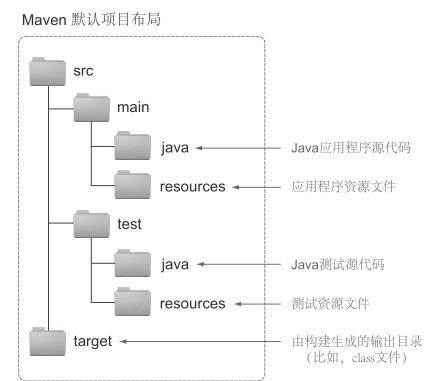 Maven 默认项目布局
src
main
java Java应用程序源代码
resources 应用程序资源文件
test
java Java测试源代码
resources 测试资源文件
target 由构建生成的输出目录
（比如，class文件）